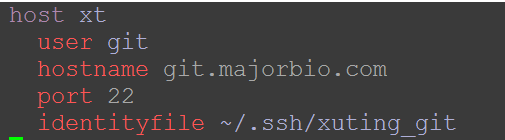 host xt
user git
hostname git.majorbio.com
port 22
identityfile ~/.ssh/xuting_git